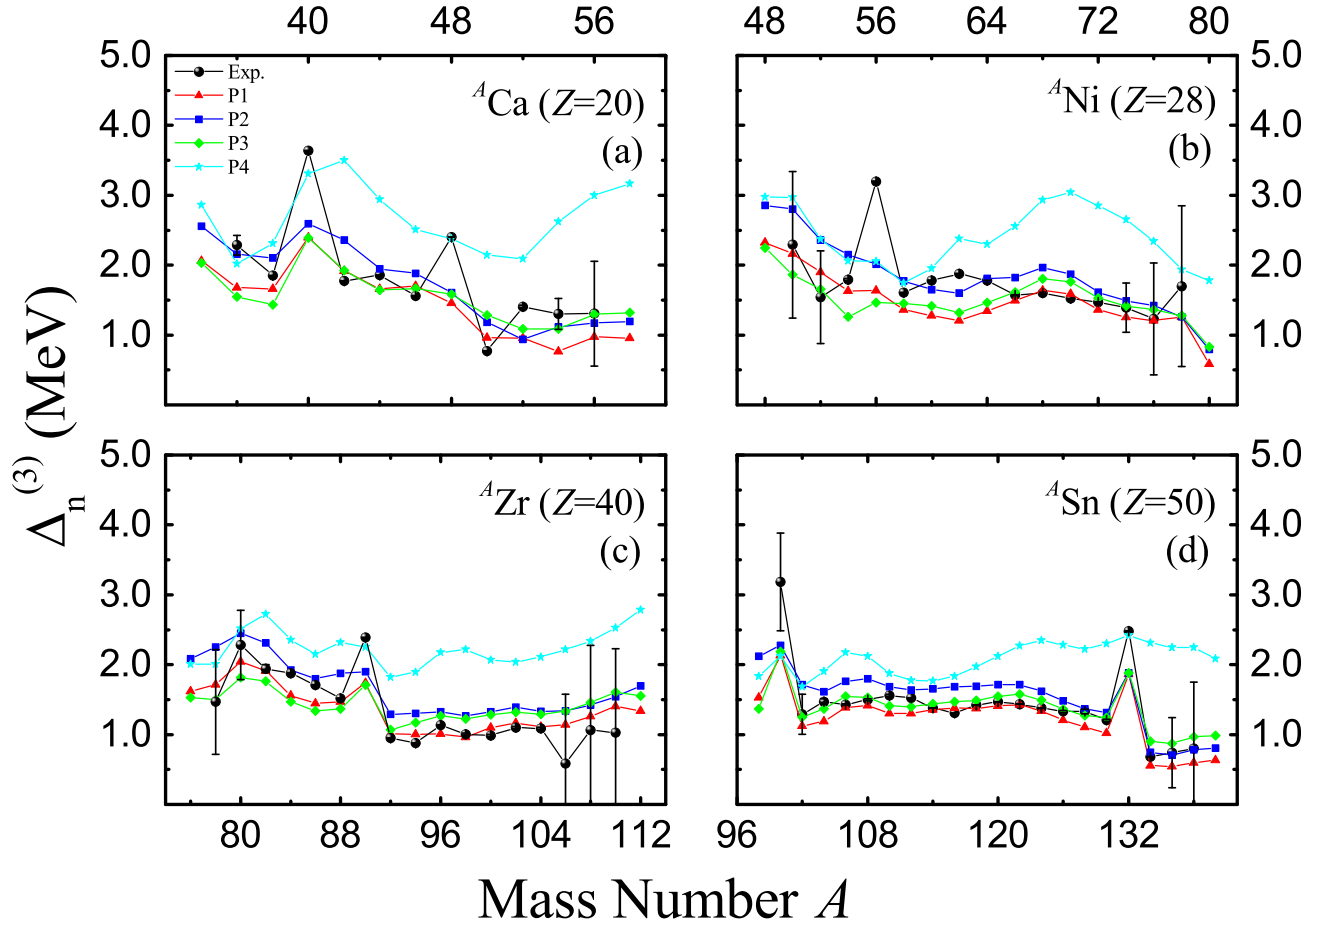 40 48 56
48 56 64 72 80
5.0
4.0
3.0
2.0
1.0
Exp.
P1
P2
P3
P4
ᴬCa (Z=20)
(a)
ᴬNi (Z=28)
(b)
5.0
4.0
3.0
2.0
1.0
Δₙ⁽³⁾ (MeV)
5.0
4.0
3.0
2.0
1.0
ᴬZr (Z=40)
(c)
ᴬSn (Z=50)
(d)
5.0
4.0
3.0
2.0
1.0
80 88 96 104 112
96 108 120 132
Mass Number A